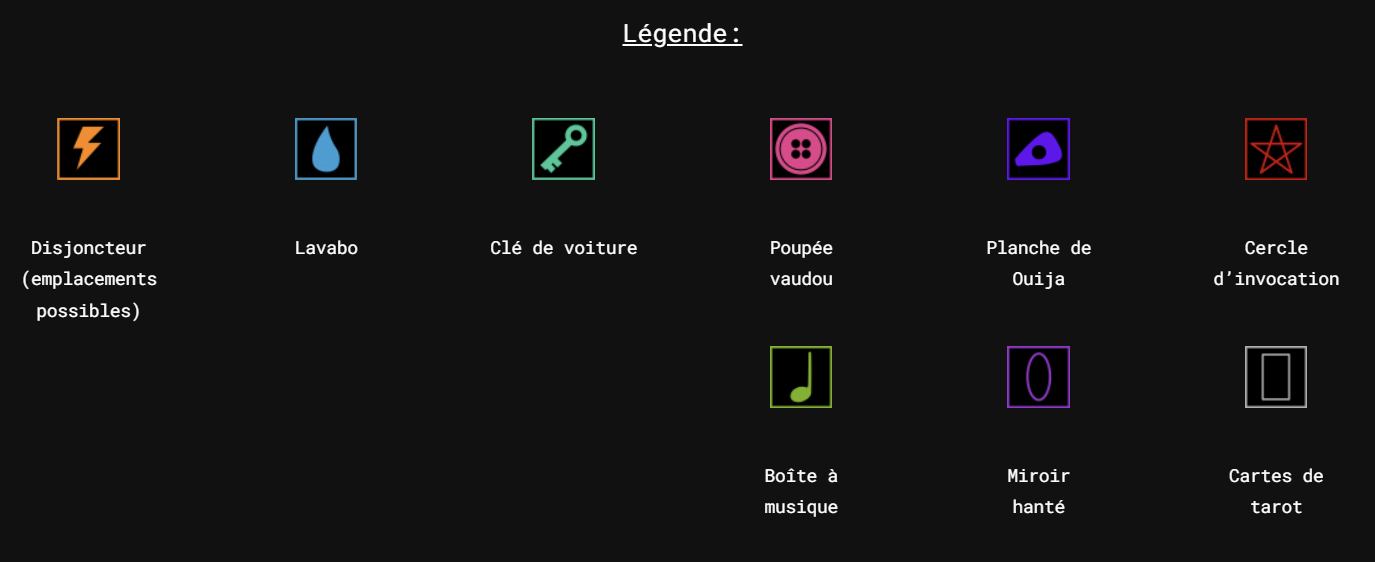 Légende:
Disjoncteur
(emplacements
possibles)
Lavabo
Clé de voiture
Poupée
vaudou
Planche de
Ouija
Cercle
d’invocation
Boîte à
musique
Miroir
hanté
Cartes de
tarot